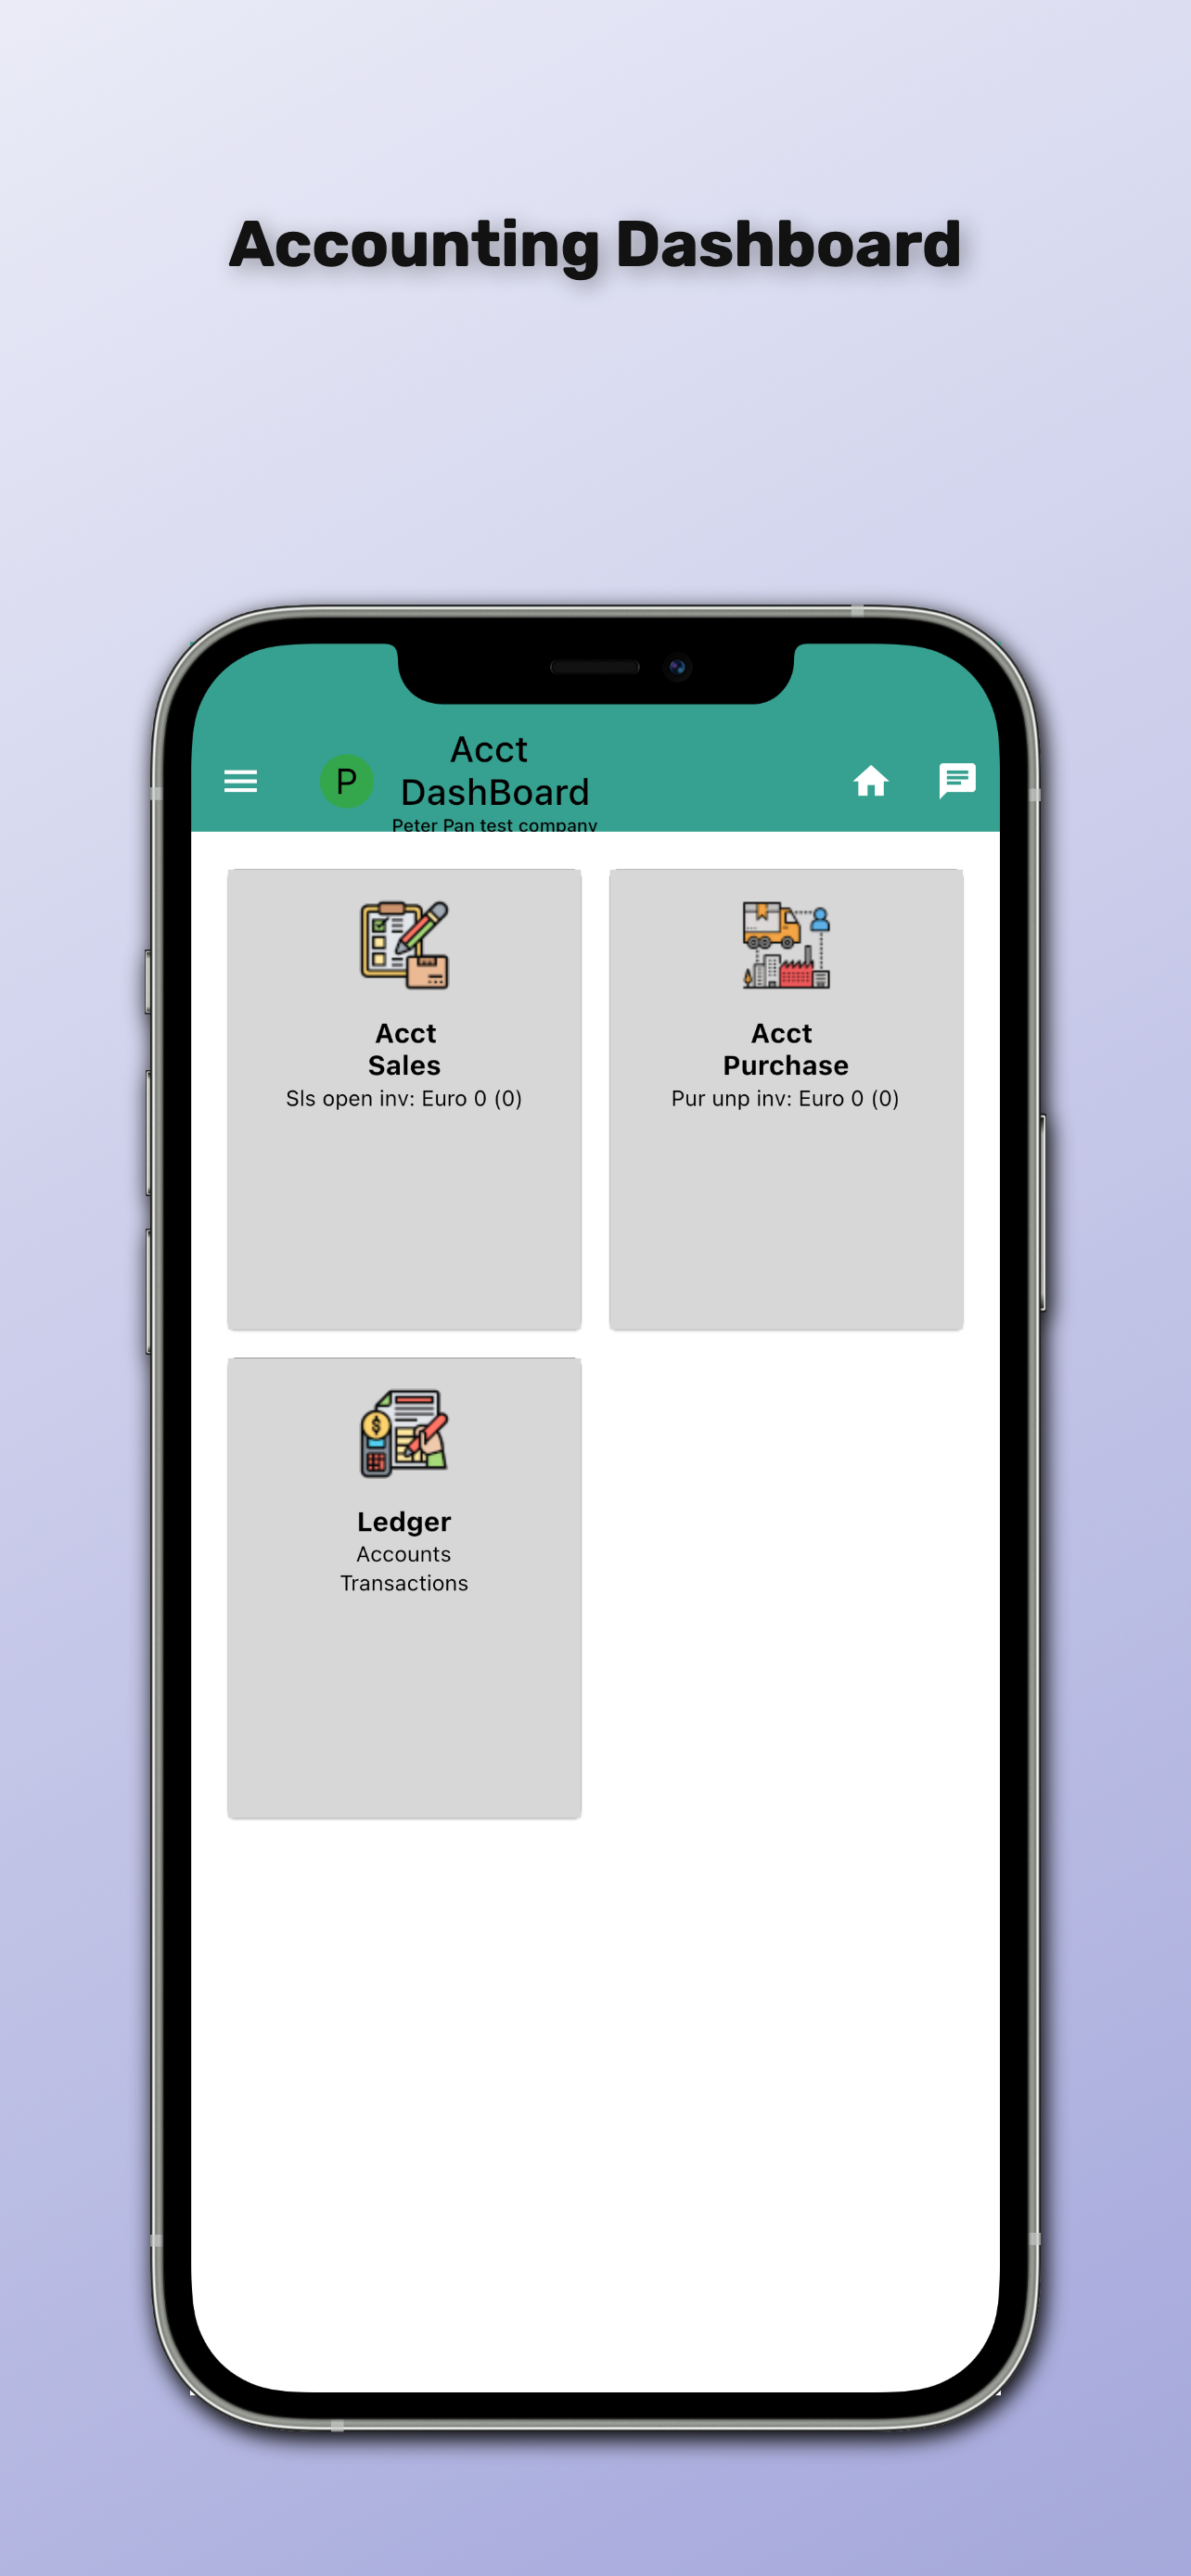 Accounting Dashboard
P
Acct
DashBoard
Peter Pan test company
Acct
Sales
Sls open inv: Euro 0 (0)
Acct
Purchase
Pur unp inv: Euro 0 (0)
$
Ledger
Accounts
Transactions